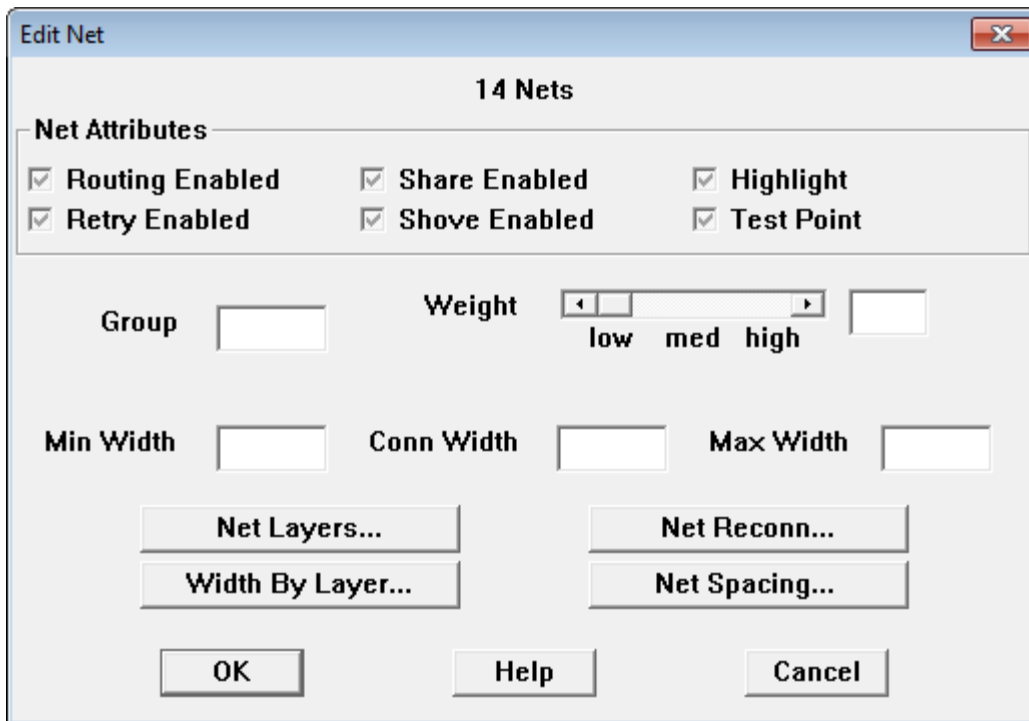 Edit Net
14 Nets
Net Attributes
Routing Enabled Share Enabled Highlight
Retry Enabled Shove Enabled Test Point
Group Weight
low med high
Min Width Conn Width Max Width
Net Layers... Net Reconn...
Width By Layer... Net Spacing...
OK Help Cancel